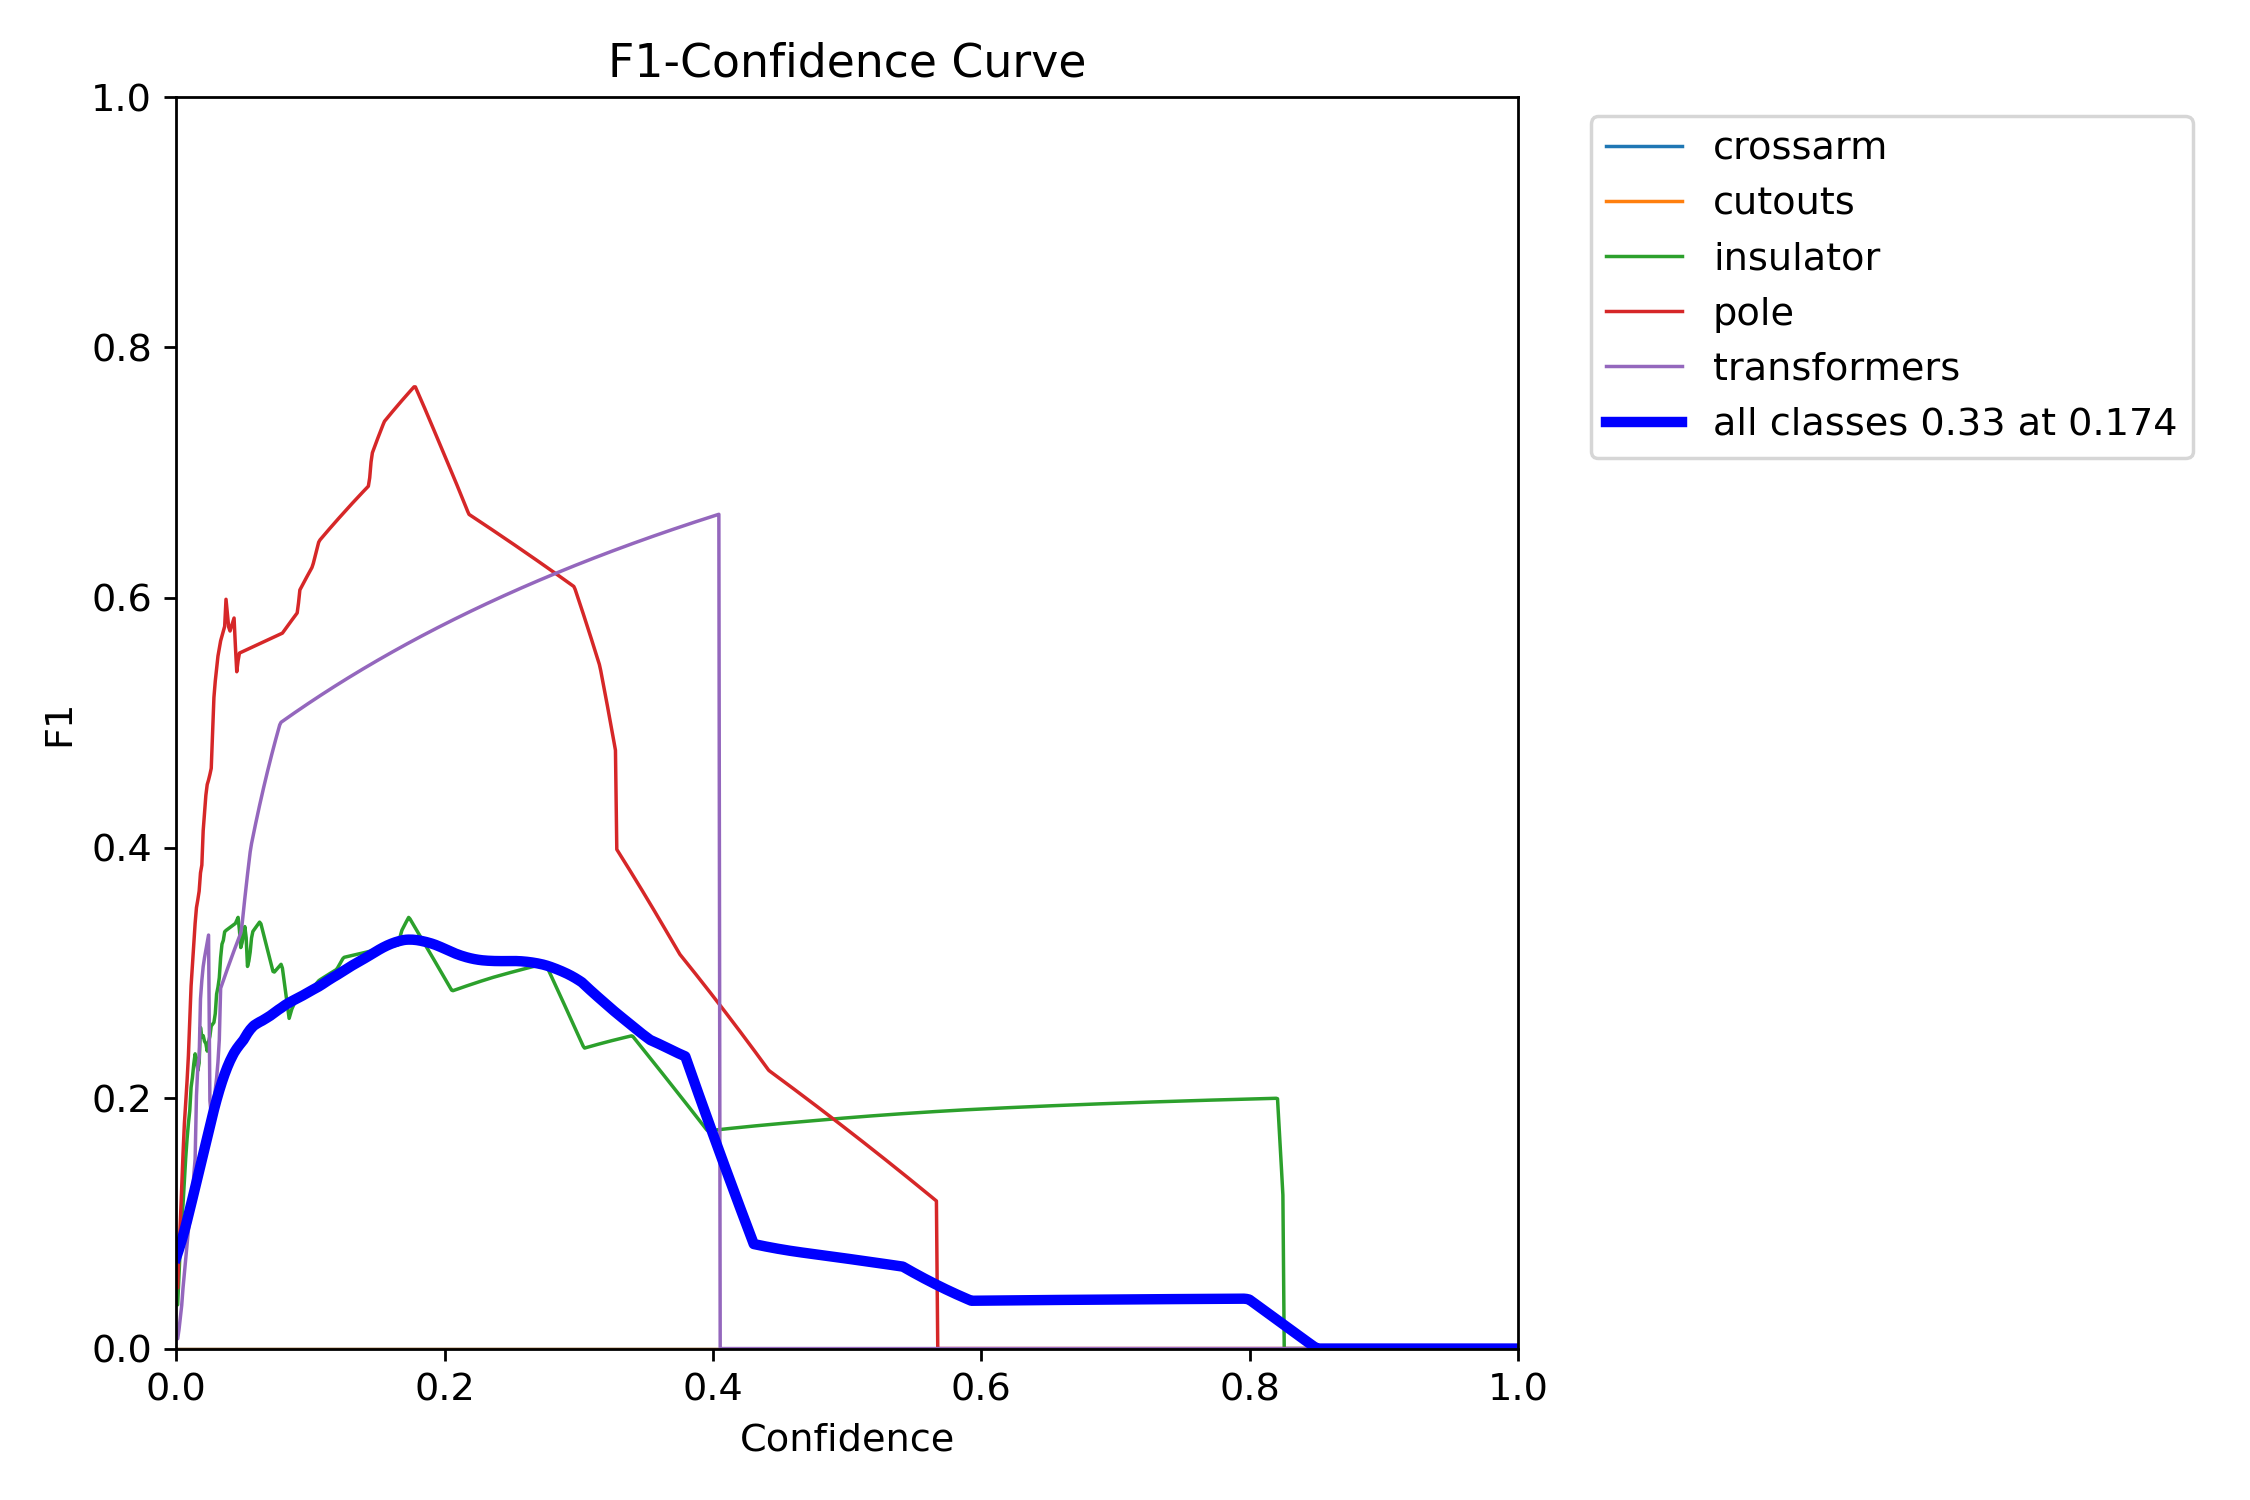 F1-Confidence Curve
1.0
0.8
0.6
0.4
0.2
0.0
F1
0.0 0.2 0.4 0.6 0.8 1.0
Confidence
crossarm
cutouts
insulator
pole
transformers
all classes 0.33 at 0.174